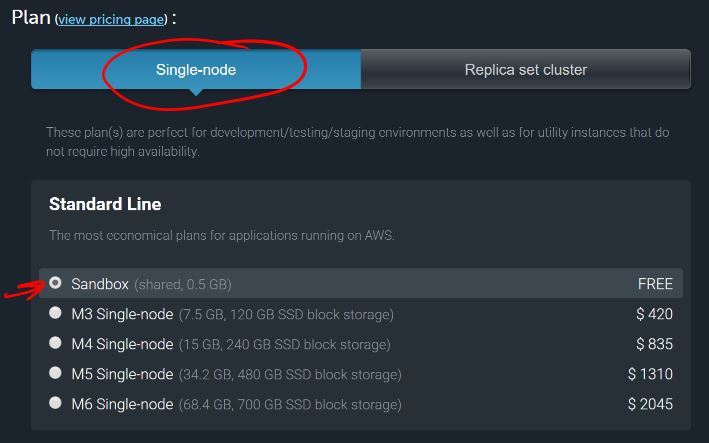 Plan (view pricing page) :
Single-node
Replica set cluster
These plan(s) are perfect for development/testing/staging environments as well as for utility instances that do
not require high availability.
Standard Line
The most economical plans for applications running on AWS.
Sandbox (shared, 0.5 GB) FREE
M3 Single-node (7.5 GB, 120 GB SSD block storage) $ 420
M4 Single-node (15 GB, 240 GB SSD block storage) $ 835
M5 Single-node (34.2 GB, 480 GB SSD block storage) $ 1310
M6 Single-node (68.4 GB, 700 GB SSD block storage) $ 2045